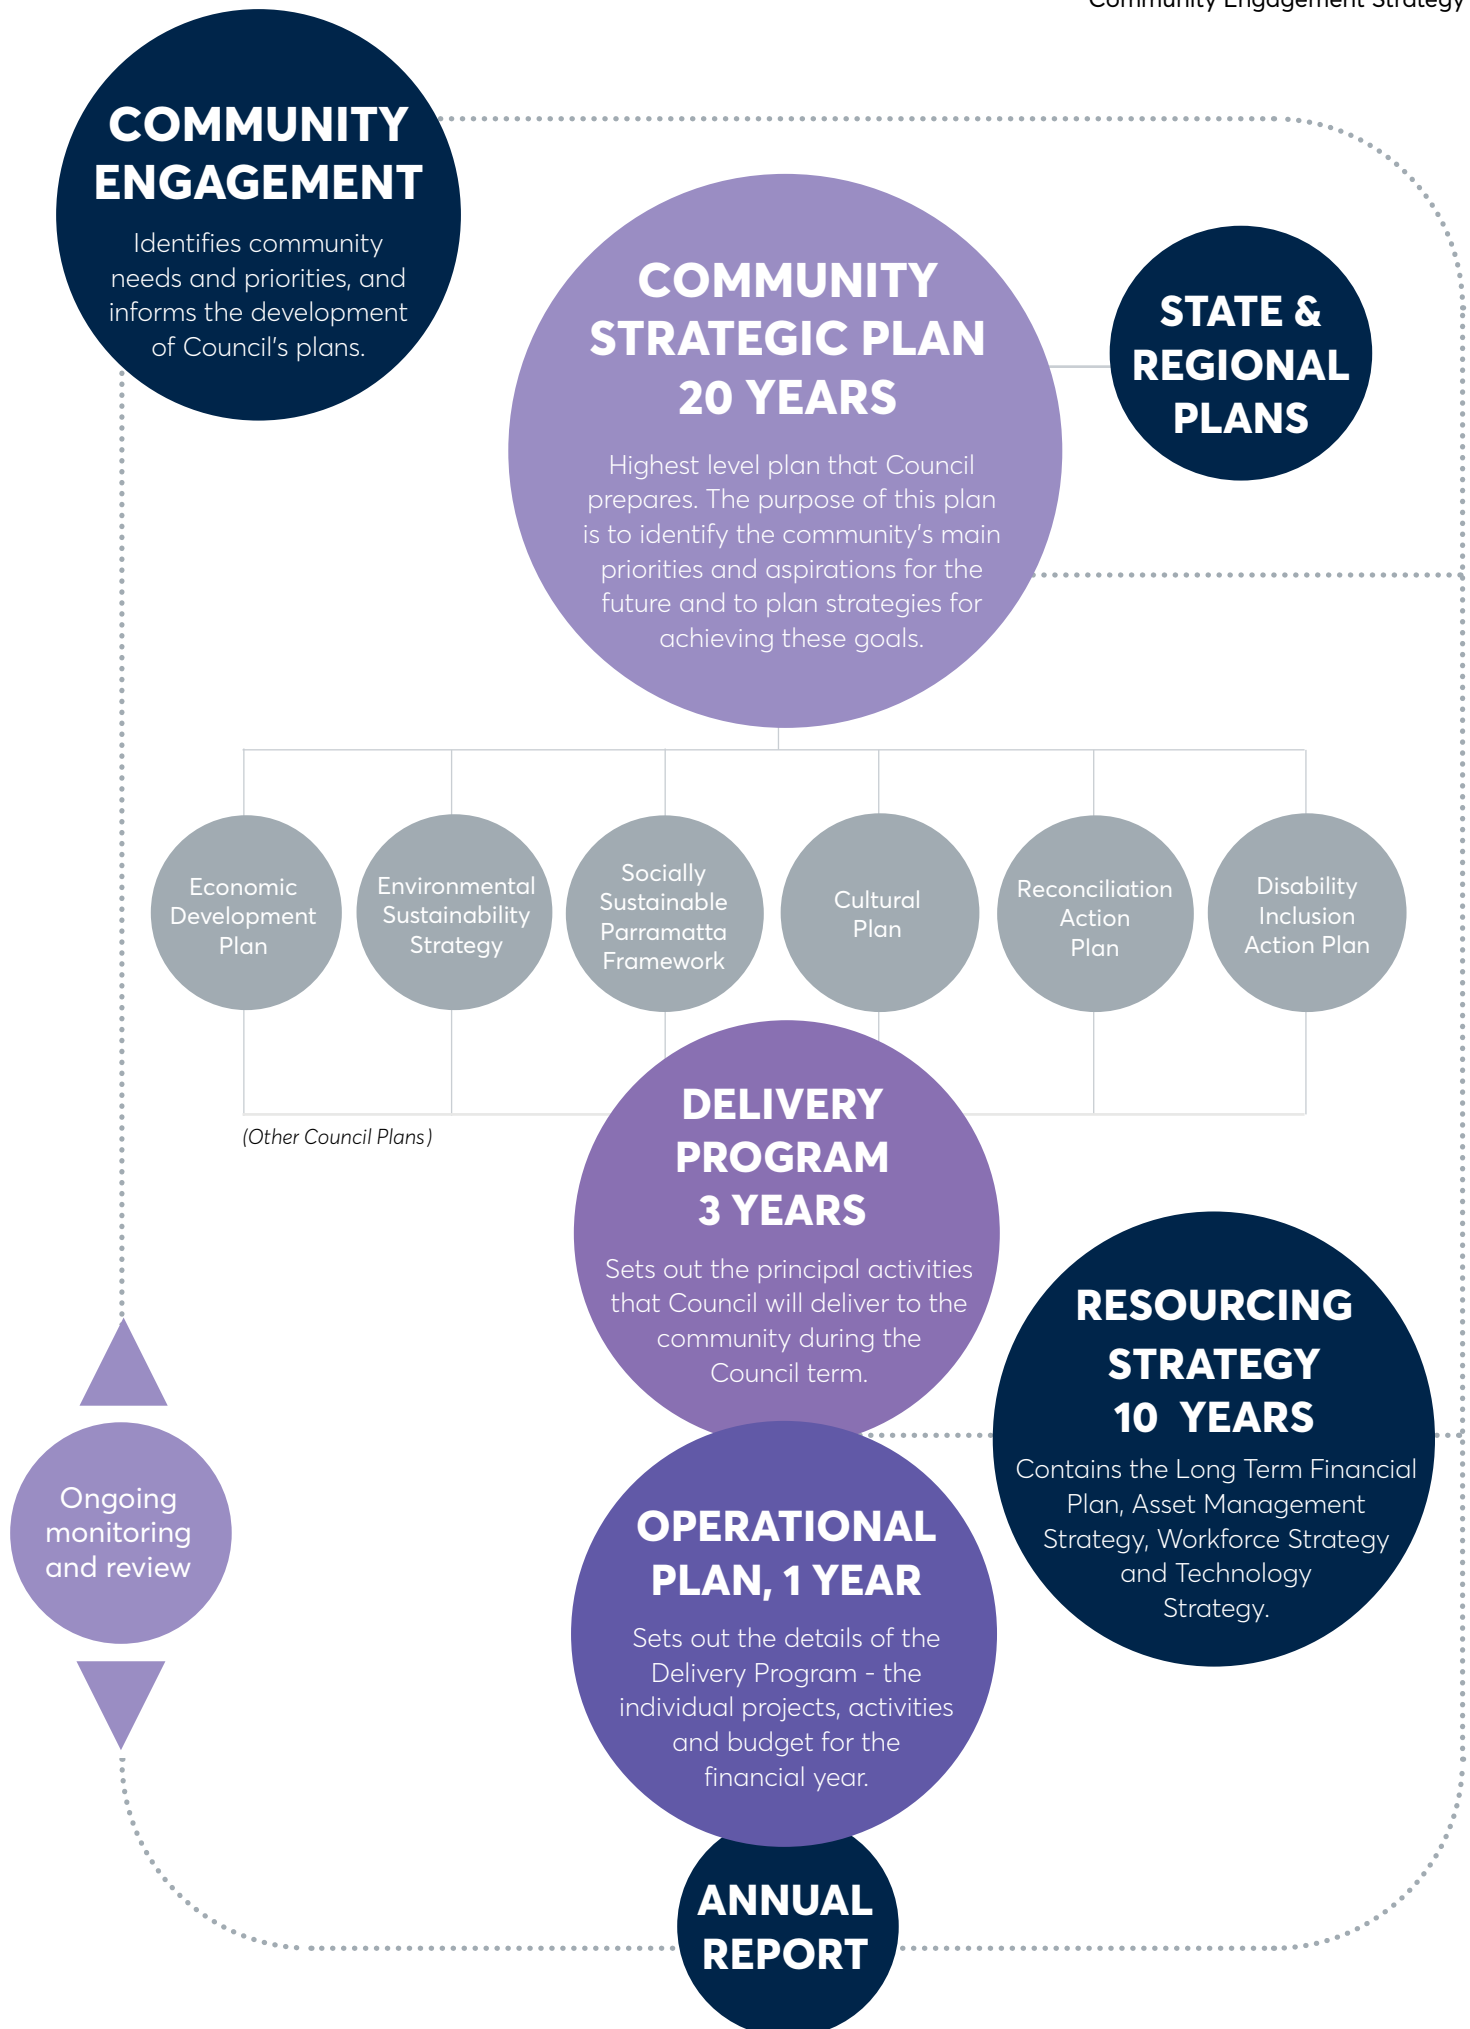 Community Engagement Strategy
COMMUNITY
ENGAGEMENT
Identifies community
needs and priorities, and
informs the development
of Council's plans.
COMMUNITY
STRATEGIC PLAN
20 YEARS
Highest level plan that Council
prepares. The purpose of this plan
is to identify the community's main
priorities and aspirations for the
future and to plan strategies for
achieving these goals.
STATE &
REGIONAL
PLANS
Economic
Development
Plan
Environmental
Sustainability
Strategy
Socially
Sustainable
Parramatta
Framework
Cultural
Plan
Reconciliation
Action
Plan
Disability
Inclusion
Action Plan
(Other Council Plans)
DELIVERY
PROGRAM
3 YEARS
Sets out the principal activities
that Council will deliver to the
community during the
Council term.
RESOURCING
STRATEGY
10 YEARS
Contains the Long Term Financial
Plan, Asset Management
Strategy, Workforce Strategy
and Technology
Strategy.
Ongoing
monitoring
and review
OPERATIONAL
PLAN, 1 YEAR
Sets out the details of the
Delivery Program - the
individual projects, activities
and budget for the
financial year.
ANNUAL
REPORT